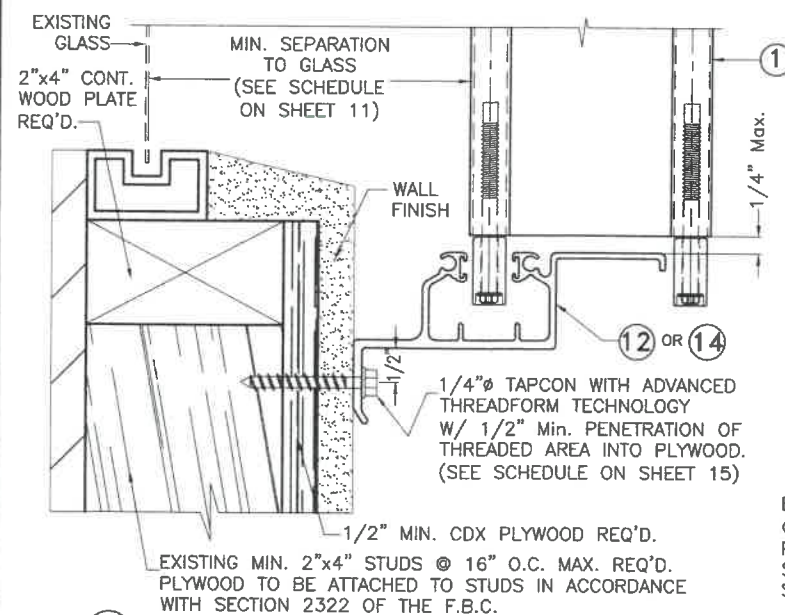 EXISTING
GLASS
2"x4" CONT.
WOOD PLATE
REQ'D.
MIN. SEPARATION
TO GLASS
(SEE SCHEDULE
ON SHEET 11)
1
1/4" Max.
WALL
FINISH
12 OR 14
1/2"
1/4"ø TAPCON WITH ADVANCED
THREADFORM TECHNOLOGY
W/ 1/2" Min. PENETRATION OF
THREADED AREA INTO PLYWOOD.
(SEE SCHEDULE ON SHEET 15)
1/2" MIN. CDX PLYWOOD REQ'D.
EXISTING MIN. 2"x4" STUDS @ 16" O.C. MAX. REQ'D.
PLYWOOD TO BE ATTACHED TO STUDS IN ACCORDANCE
WITH SECTION 2322 OF THE F.B.C.